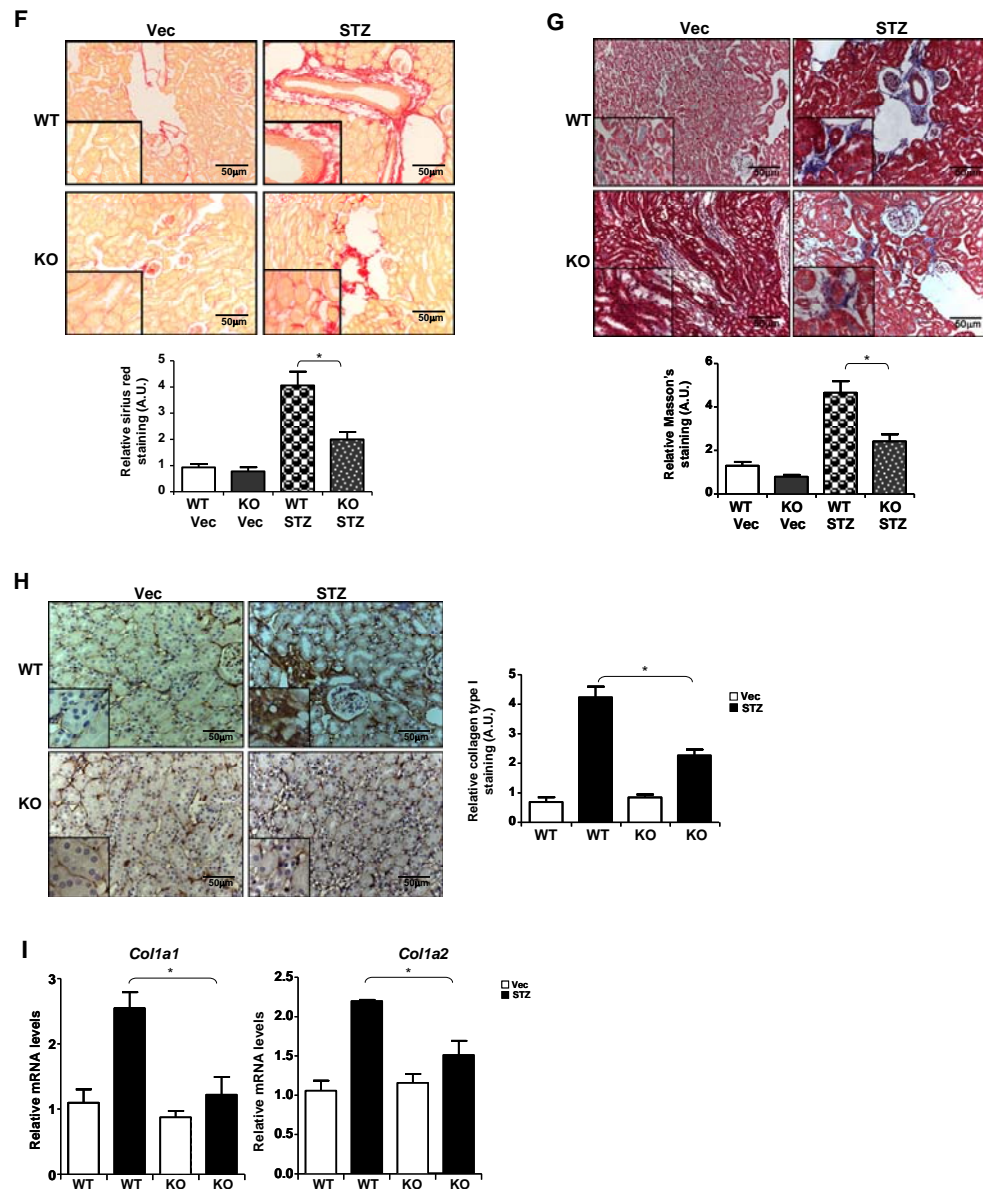 F
Vec STZ
WT
50µm 50µm
KO
50µm 50µm
Relative sirius red
staining (A.U.)
5
4
3
2
1
0
*
WT KO WT KO
Vec Vec STZ STZ
G
Vec STZ
WT
50µm 50µm
KO
50µm 50µm
Relative Masson's
staining (A.U.)
6
4
2
0
*
WT KO WT KO
Vec Vec STZ STZ
H
Vec STZ
WT
50µm 50µm
KO
50µm 50µm
Relative collagen type I
staining (A.U.)
5
4
3
2
1
0
*
WT WT KO KO
Vec
STZ
I
Col1a1
Relative mRNA levels
3
2
1
0
*
WT WT KO KO
Col1a2
Relative mRNA levels
2.5
2.0
1.5
1.0
0.5
0.0
*
WT WT KO KO
Vec
STZ